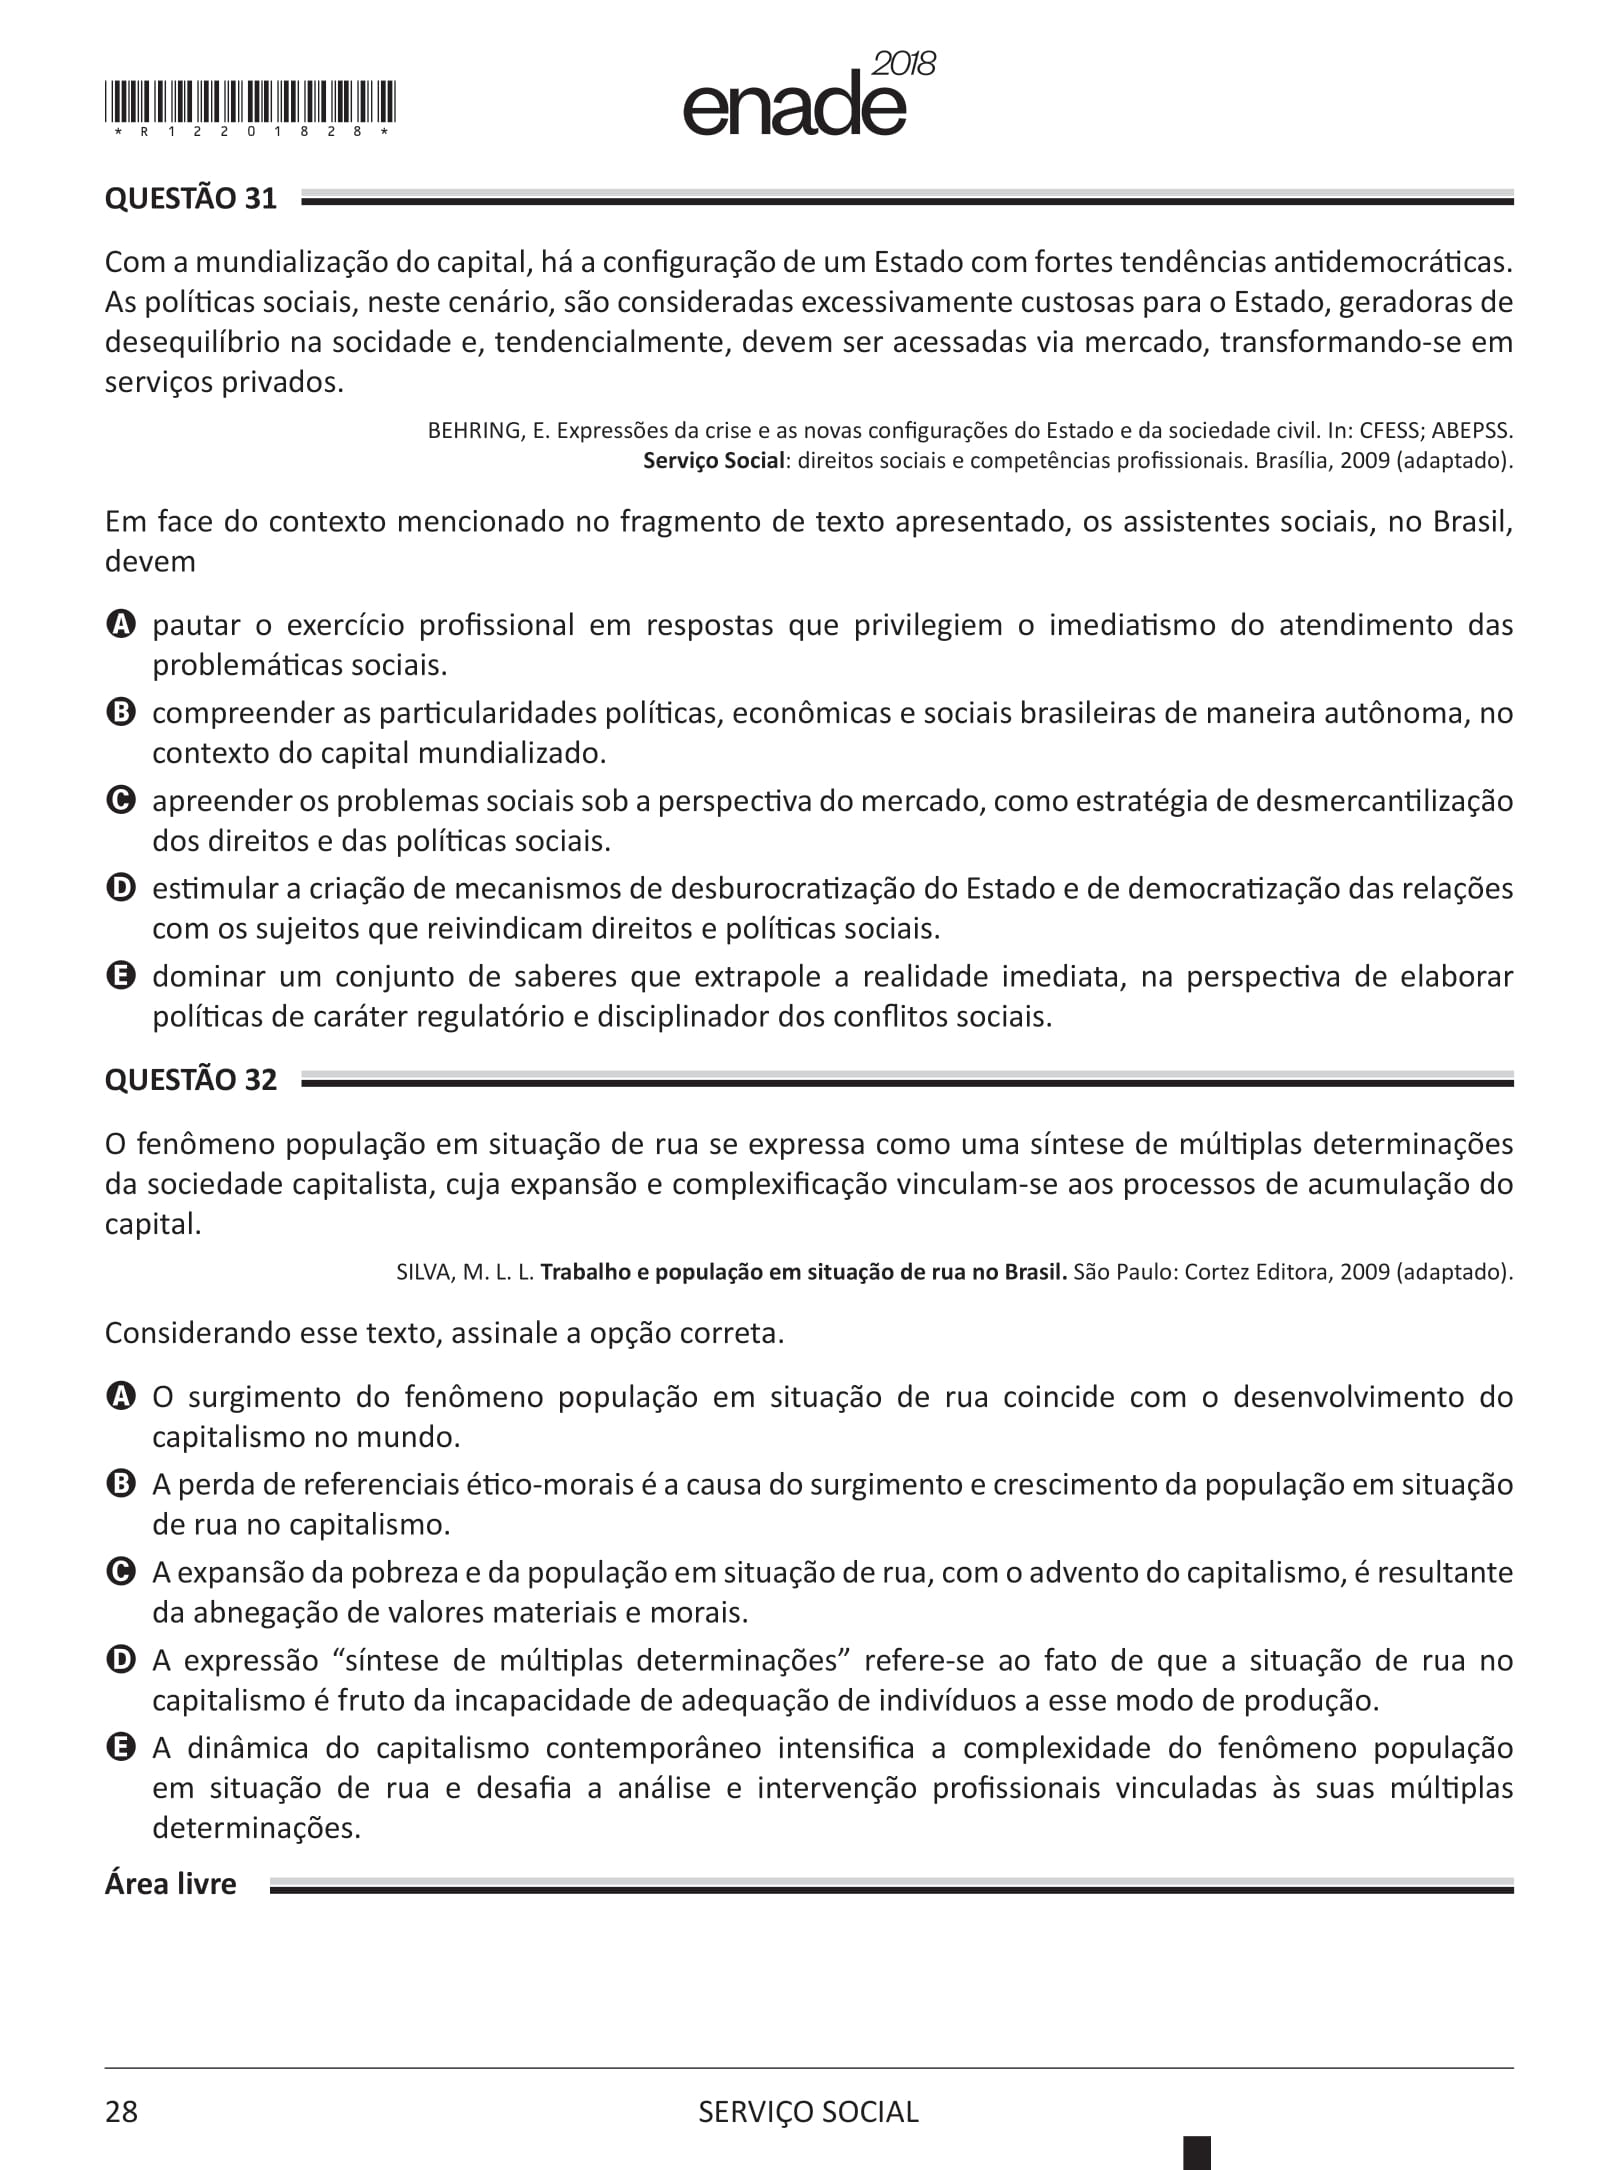 2018
enade
* R 1 2 2 0 1 8 2 8 *
QUESTÃO 31
Com a mundialização do capital, há a configuração de um Estado com fortes tendências antidemocráticas.
As políticas sociais, neste cenário, são consideradas excessivamente custosas para o Estado, geradoras de
desequilíbrio na socidade e, tendencialmente, devem ser acessadas via mercado, transformando-se em
serviços privados.
BEHRING, E. Expressões da crise e as novas configurações do Estado e da sociedade civil. In: CFESS; ABEPSS.
Serviço Social: direitos sociais e competências profissionais. Brasília, 2009 (adaptado).
Em face do contexto mencionado no fragmento de texto apresentado, os assistentes sociais, no Brasil,
devem
A pautar o exercício profissional em respostas que privilegiem o imediatismo do atendimento das
problemáticas sociais.
B compreender as particularidades políticas, econômicas e sociais brasileiras de maneira autônoma, no
contexto do capital mundializado.
C apreender os problemas sociais sob a perspectiva do mercado, como estratégia de desmercantilização
dos direitos e das políticas sociais.
D estimular a criação de mecanismos de desburocratização do Estado e de democratização das relações
com os sujeitos que reivindicam direitos e políticas sociais.
E dominar um conjunto de saberes que extrapole a realidade imediata, na perspectiva de elaborar
políticas de caráter regulatório e disciplinador dos conflitos sociais.
QUESTÃO 32
O fenômeno população em situação de rua se expressa como uma síntese de múltiplas determinações
da sociedade capitalista, cuja expansão e complexificação vinculam-se aos processos de acumulação do
capital.
SILVA, M. L. L. Trabalho e população em situação de rua no Brasil. São Paulo: Cortez Editora, 2009 (adaptado).
Considerando esse texto, assinale a opção correta.
A O surgimento do fenômeno população em situação de rua coincide com o desenvolvimento do
capitalismo no mundo.
B A perda de referenciais ético-morais é a causa do surgimento e crescimento da população em situação
de rua no capitalismo.
C A expansão da pobreza e da população em situação de rua, com o advento do capitalismo, é resultante
da abnegação de valores materiais e morais.
D A expressão “síntese de múltiplas determinações” refere-se ao fato de que a situação de rua no
capitalismo é fruto da incapacidade de adequação de indivíduos a esse modo de produção.
E A dinâmica do capitalismo contemporâneo intensifica a complexidade do fenômeno população
em situação de rua e desafia a análise e intervenção profissionais vinculadas às suas múltiplas
determinações.
Área livre
28
SERVIÇO SOCIAL